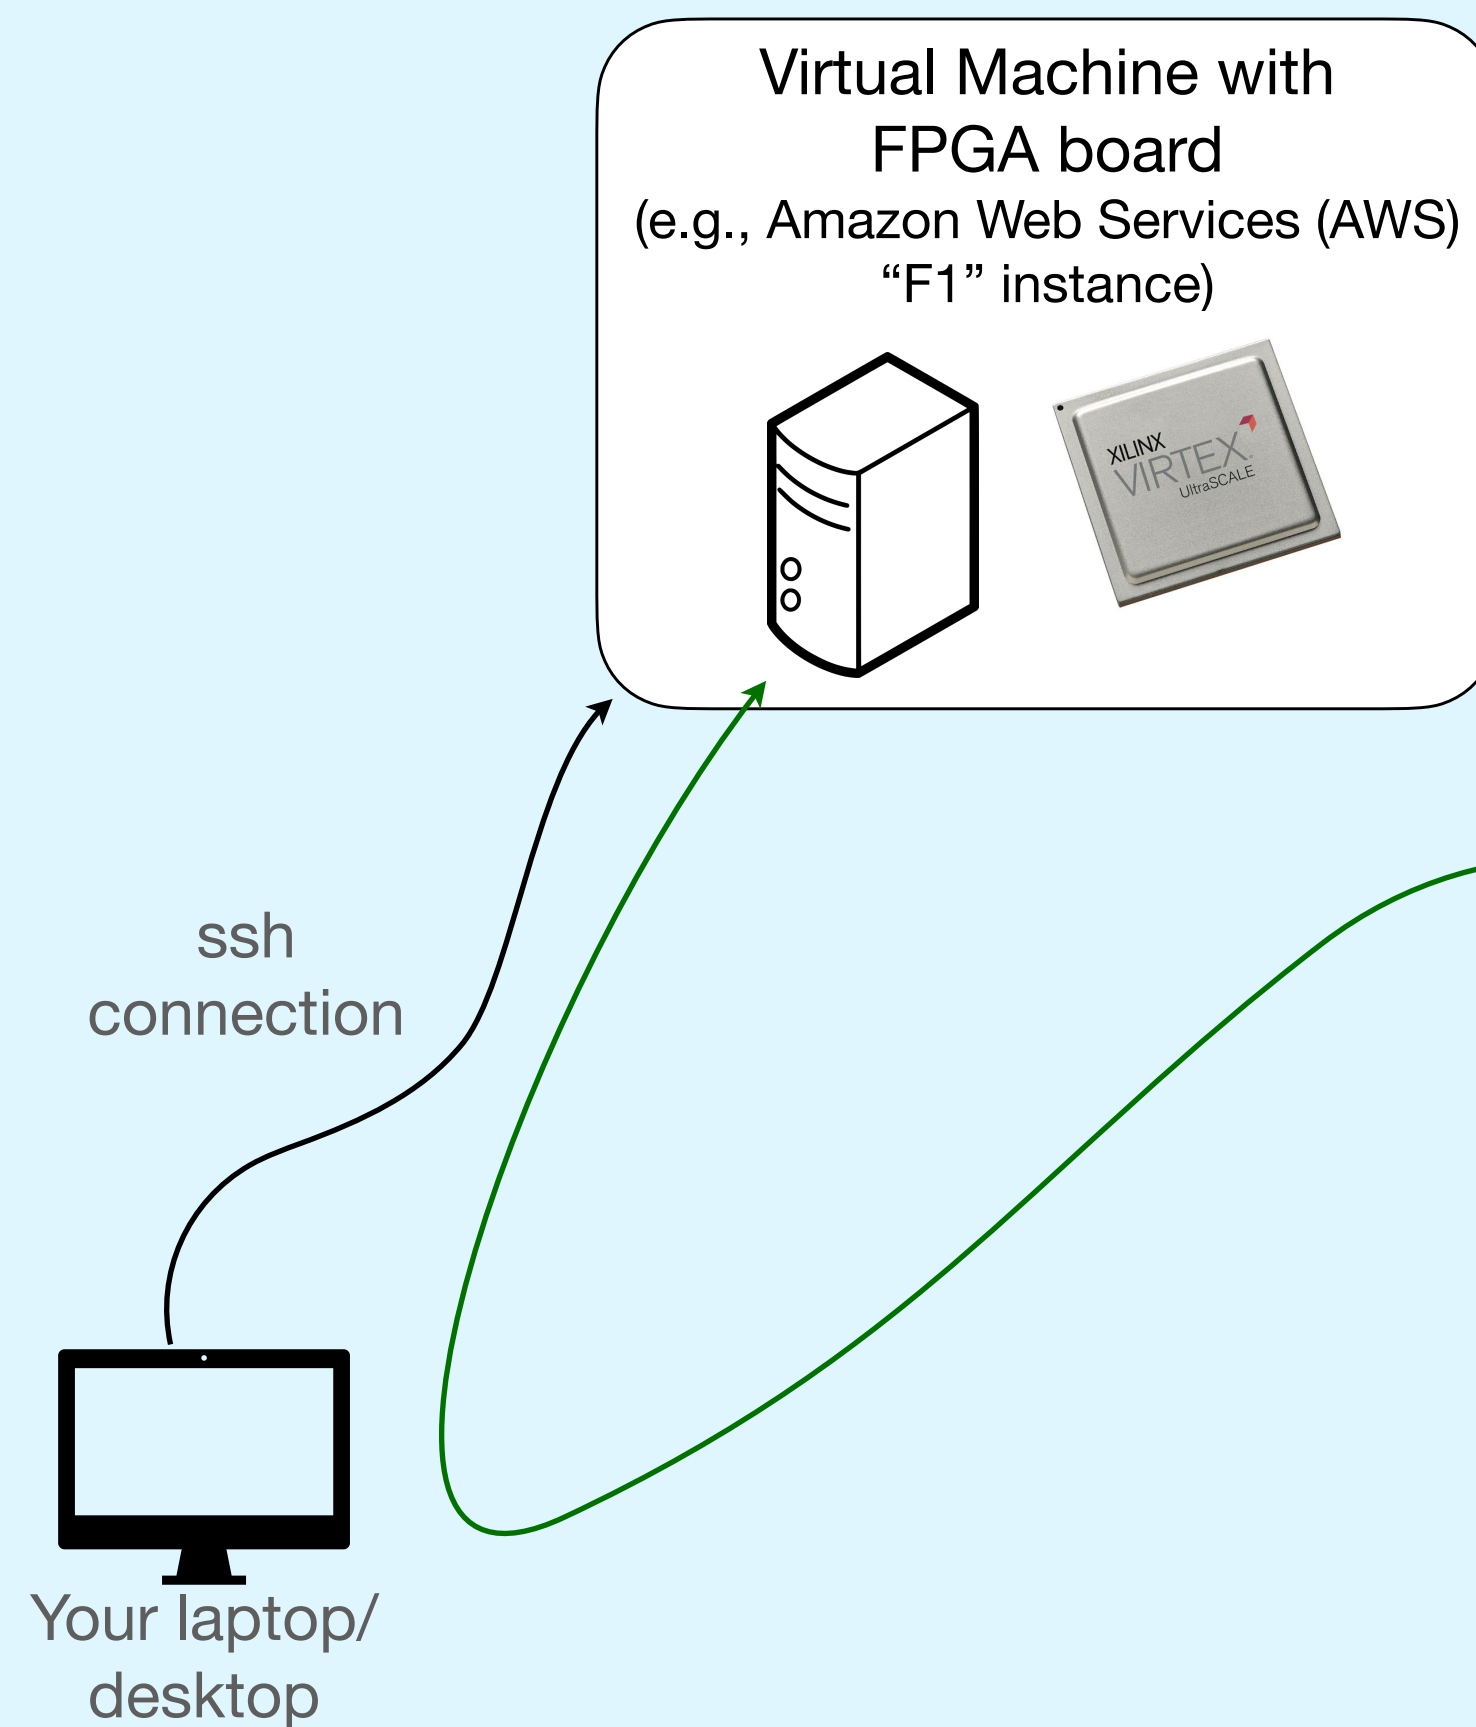 Virtual Machine with
FPGA board
(e.g., Amazon Web Services (AWS)
“F1” instance)
XILINX
VIRTEX
UltraSCALE
ssh
connection
Your laptop/
desktop